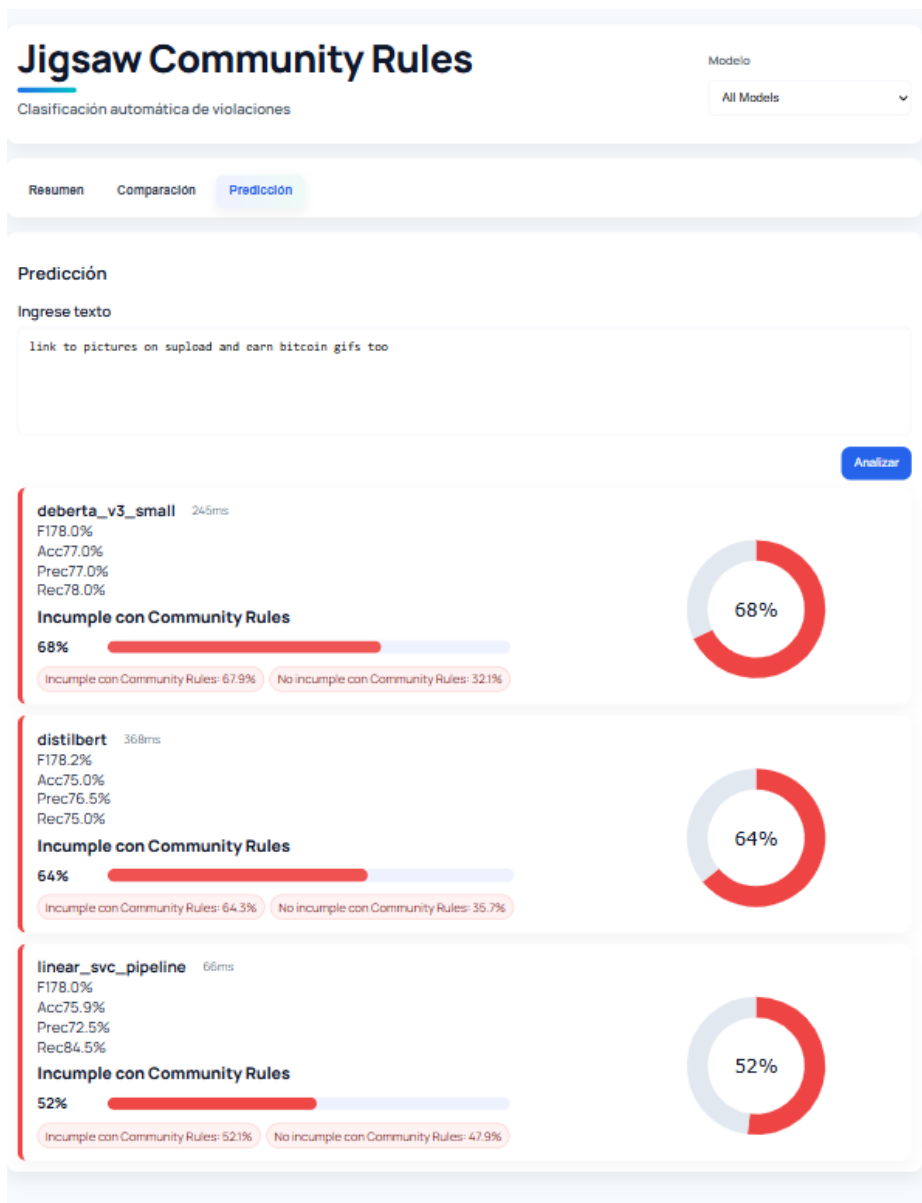 Jigsaw Community Rules
Clasificación automática de violaciones
Modelo
All Models
Resumen Comparación Predicción
Predicción
Ingrese texto
link to pictures on supload and earn bitcoin gifs too
Analizar
deberta_v3_small 245ms
F178.0%
Acc77.0%
Prec77.0%
Rec78.0%
Incumple con Community Rules
68%
Incumple con Community Rules: 67.9% No incumple con Community Rules: 32.1%
68%
distilbert 368ms
F178.2%
Acc75.0%
Prec76.5%
Rec75.0%
Incumple con Community Rules
64%
Incumple con Community Rules: 64.3% No incumple con Community Rules: 35.7%
64%
linear_svc_pipeline 66ms
F178.0%
Acc75.9%
Prec72.5%
Rec84.5%
Incumple con Community Rules
52%
Incumple con Community Rules: 52.1% No incumple con Community Rules: 47.9%
52%